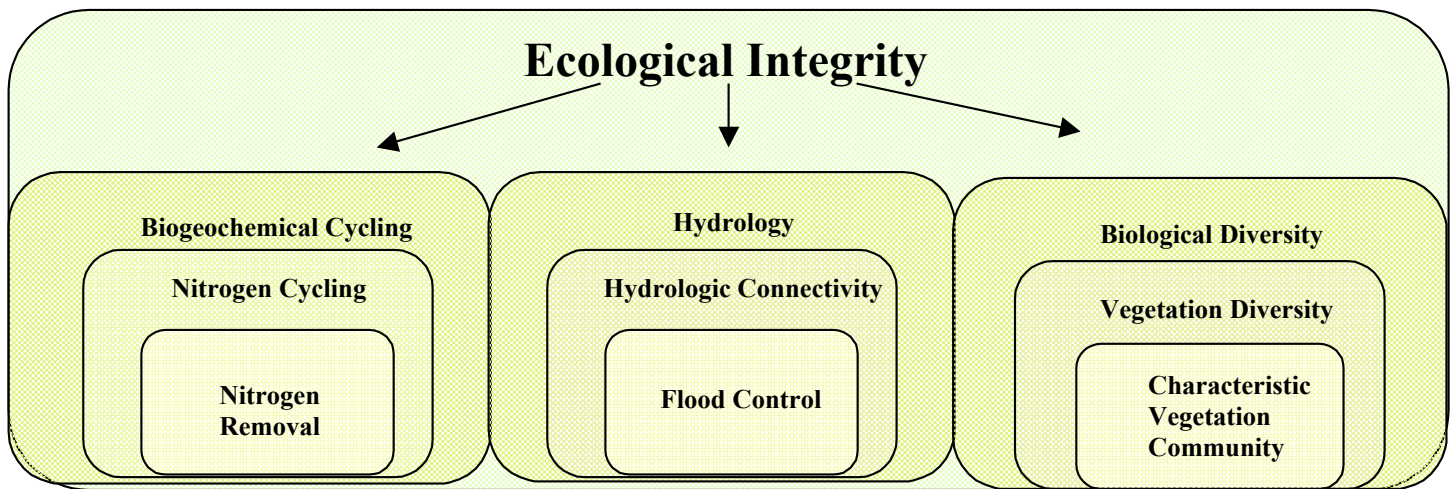 Ecological Integrity
Biogeochemical Cycling
Nitrogen Cycling
Nitrogen
Removal
Hydrology
Hydrologic Connectivity
Flood Control
Biological Diversity
Vegetation Diversity
Characteristic
Vegetation
Community